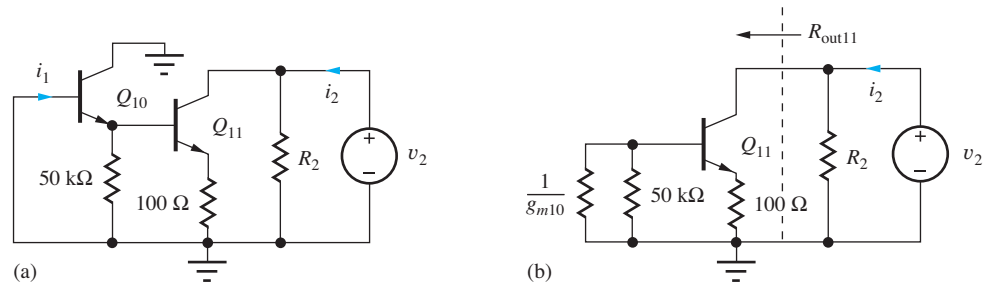 i1
Q10
i2
Q11
R2
+
v2
–
50 kΩ
100 Ω
(a)
Rout11
i2
Q11
R2
+
v2
–
1
gm10
50 kΩ
100 Ω
(b)